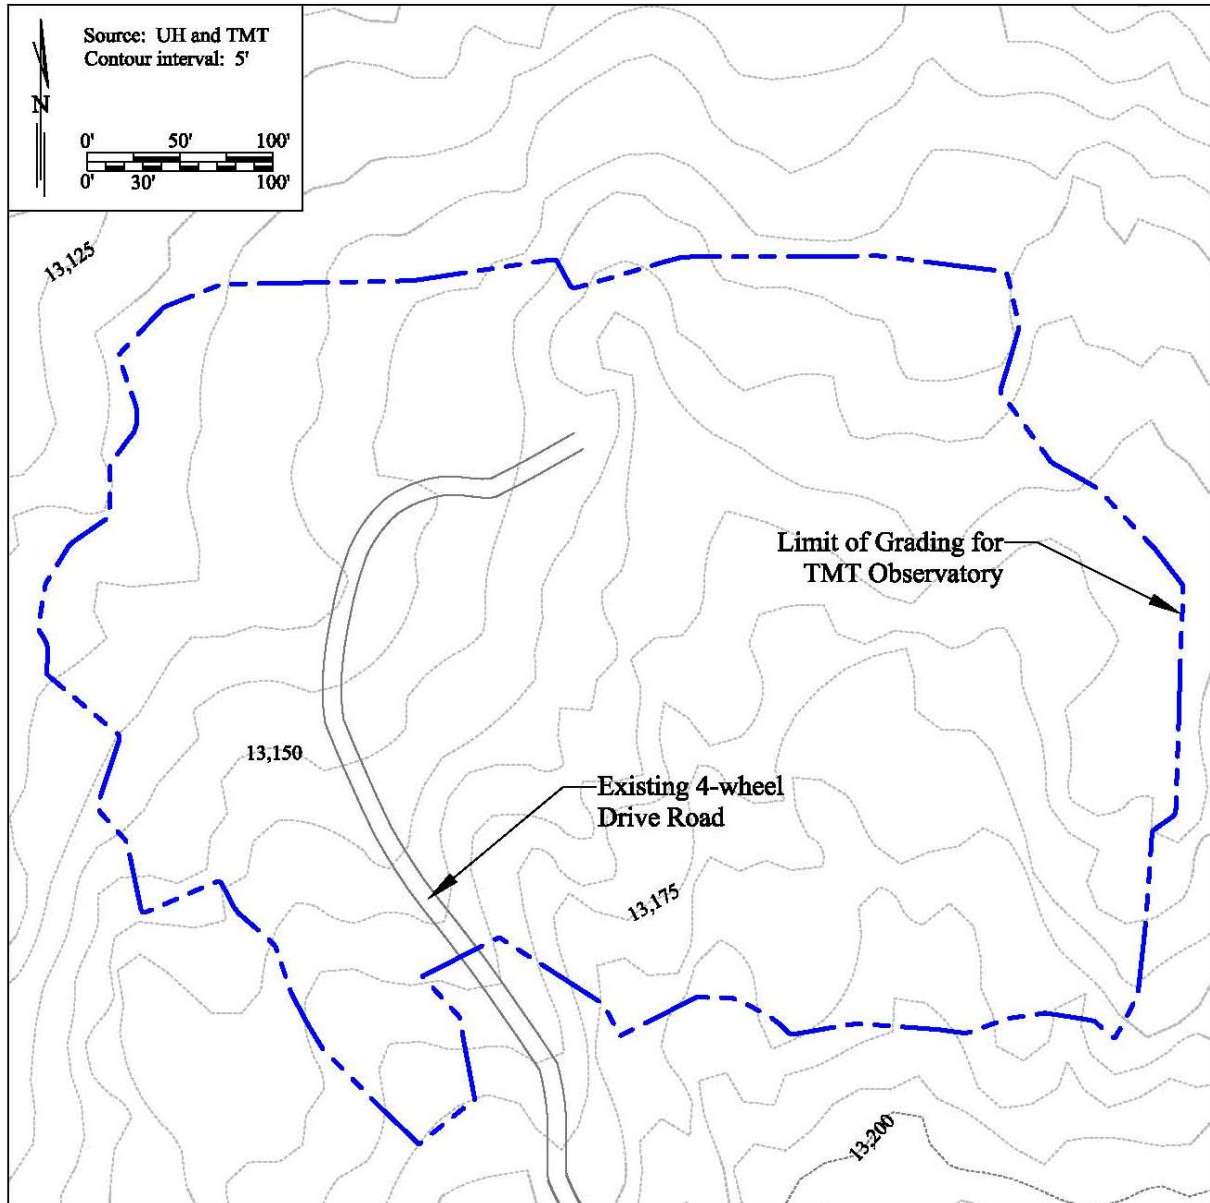 Source: UH and TMT
Contour interval: 5'
N
0' 50' 100'
0' 30' 100'
13,125
Limit of Grading for
TMT Observatory
13,150
Existing 4-wheel
Drive Road
13,175
13,200